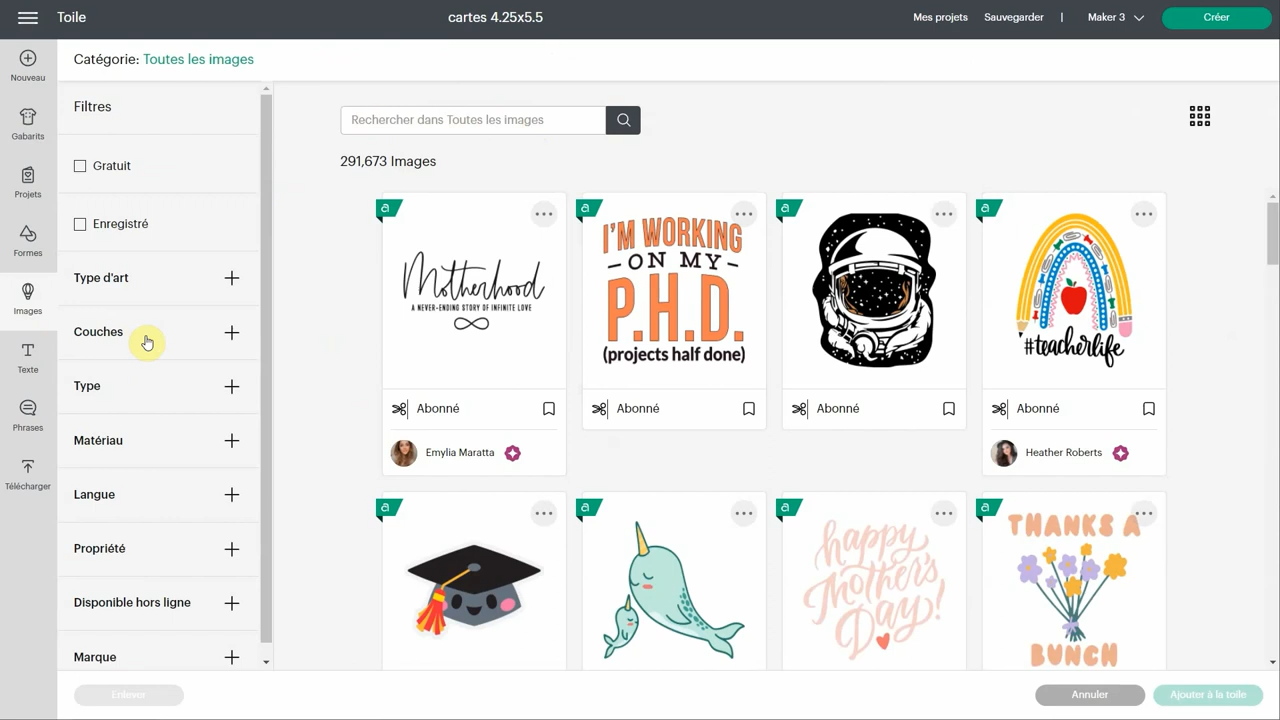 Toile
cartes 4.25x5.5
Mes projets
Sauvegarder
|
Maker 3
Créer
Catégorie: Toutes les images
Nouveau
Gabarits
Projets
Formes
Images
Texte
Phrases
Télécharger
Filtres
Gratuit
Enregistré
Type d'art
Couches
Type
Matériau
Langue
Propriété
Disponible hors ligne
Marque
Rechercher dans Toutes les images
291,673 Images
a
Motherhood
A NEVER-ENDING STORY OF INFINITE LOVE
Abonné
Emylia Maratta
a
I'M WORKING
- ON MY -
P.H.D.
(projects half done)
Abonné
a
Abonné
a
#teacherlife
Abonné
Heather Roberts
a
a
a
happy
Mother's
Day!
a
THANKS A
BUNCH
Enlever
Annuler
Ajouter à la toile